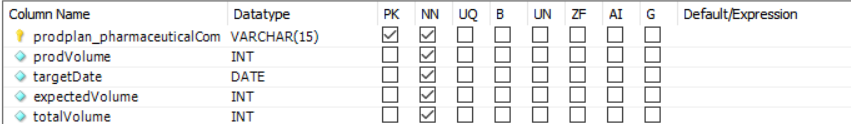 Column Name Datatype PK NN UQ B UN ZF AI G Default/Expression
prodplan_pharmaceuticalCom VARCHAR(15)
prodVolume INT
targetDate DATE
expectedVolume INT
totalVolume INT